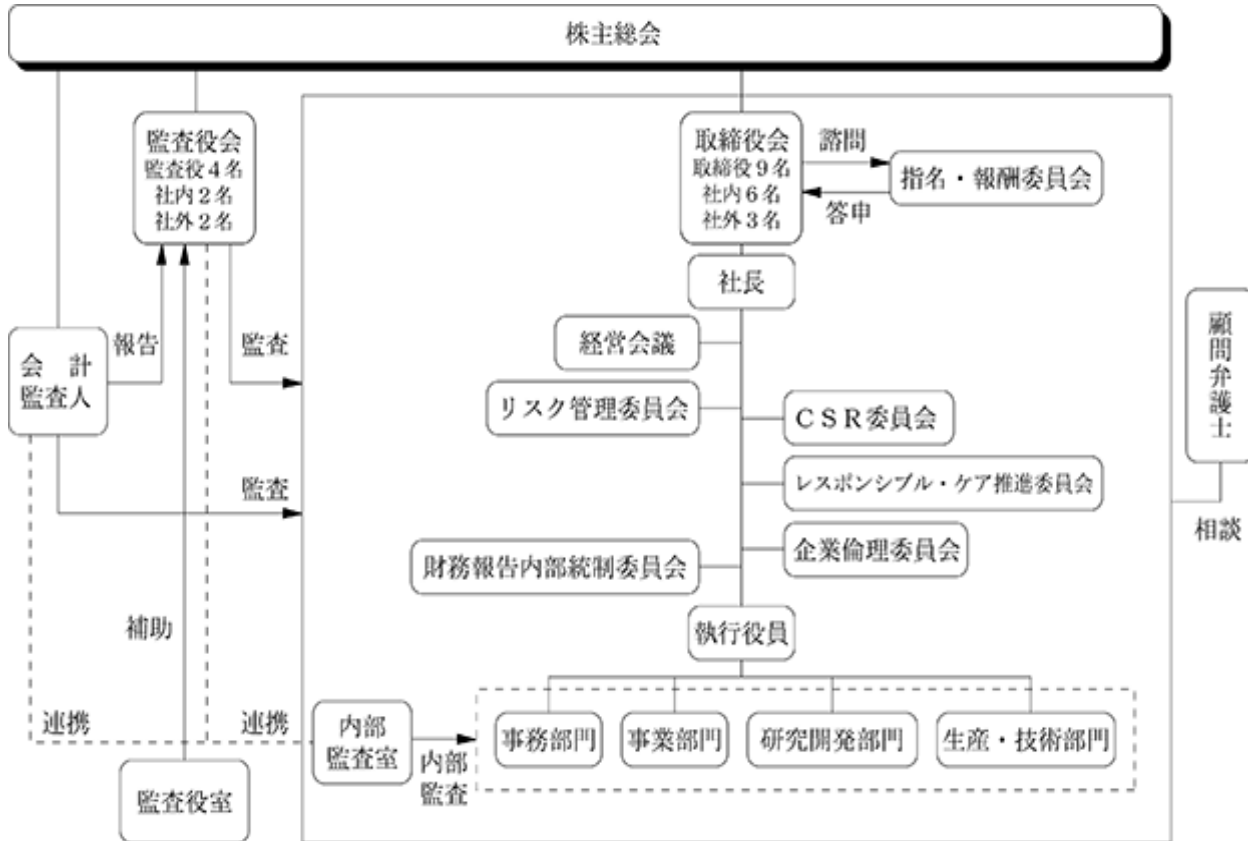 株主総会
監査役会
監査役4名
社内2名
社外2名
取締役会
取締役9名
社内6名
社外3名
諮問
答申
指名・報酬委員会
社長
経営会議
リスク管理委員会
CSR委員会
レスポンシブル・ケア推進委員会
企業倫理委員会
財務報告内部統制委員会
執行役員
会計
監査人
報告
監査
監査
顧問弁護士
相談
補助
連携
連携
内部
監査室
内部
監査
事務部門
事業部門
研究開発部門
生産・技術部門
監査役室